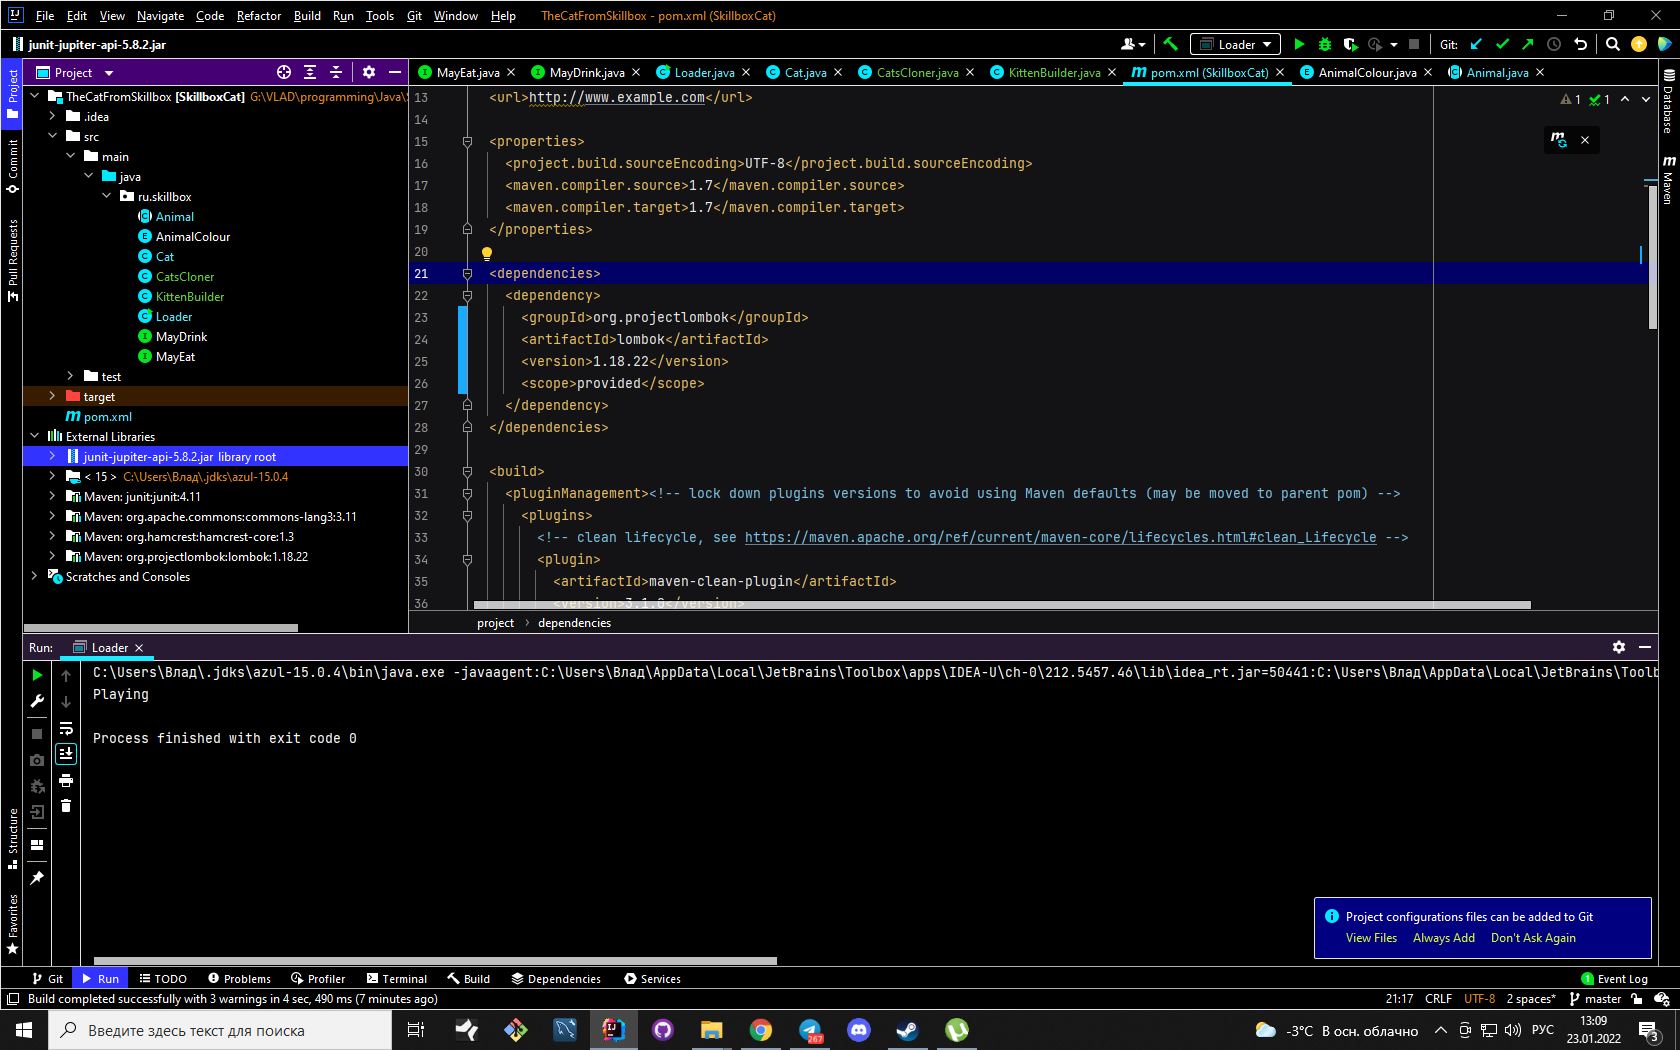 File Edit View Navigate Code Refactor Build Run Tools Git Window Help TheCatFromSkillbox - pom.xml (SkillboxCat)
junit-jupiter-api-5.8.2.jar Loader Git:
Project
MayEat.java MayDrink.java Loader.java Cat.java CatsCloner.java KittenBuilder.java pom.xml (SkillboxCat) AnimalColour.java Animal.java
Project
Commit
Pull Requests
Structure
Favorites
Database
Maven
TheCatFromSkillbox [SkillboxCat] G:\VLAD\programming\Java\
.idea
src
main
java
ru.skillbox
Animal
AnimalColour
Cat
CatsCloner
KittenBuilder
Loader
MayDrink
MayEat
test
target
pom.xml
External Libraries
junit-jupiter-api-5.8.2.jar library root
< 15 > C:\Users\Влад\.jdks\azul-15.0.4
Maven: junit:junit:4.11
Maven: org.apache.commons:commons-lang3:3.11
Maven: org.hamcrest:hamcrest-core:1.3
Maven: org.projectlombok:lombok:1.18.22
Scratches and Consoles
1 1
13 <url>http://www.example.com</url>
14
15 <properties>
16 <project.build.sourceEncoding>UTF-8</project.build.sourceEncoding>
17 <maven.compiler.source>1.7</maven.compiler.source>
18 <maven.compiler.target>1.7</maven.compiler.target>
19 </properties>
20
21 <dependencies>
22 <dependency>
23 <groupId>org.projectlombok</groupId>
24 <artifactId>lombok</artifactId>
25 <version>1.18.22</version>
26 <scope>provided</scope>
27 </dependency>
28 </dependencies>
29
30 <build>
31 <pluginManagement><!-- lock down plugins versions to avoid using Maven defaults (may be moved to parent pom) -->
32 <plugins>
33 <!-- clean lifecycle, see https://maven.apache.org/ref/current/maven-core/lifecycles.html#clean_Lifecycle -->
34 <plugin>
35 <artifactId>maven-clean-plugin</artifactId>
36 <version>3.1.0</version>
project › dependencies
Run: Loader
C:\Users\Влад\.jdks\azul-15.0.4\bin\java.exe -javaagent:C:\Users\Влад\AppData\Local\JetBrains\Toolbox\apps\IDEA-U\ch-0\212.5457.46\lib\idea_rt.jar=50441:C:\Users\Влад\AppData\Local\JetBrains\Toolb
Playing
Process finished with exit code 0
Project configurations files can be added to Git
View Files Always Add Don't Ask Again
Git Run TODO Problems Profiler Terminal Build Dependencies Services 1 Event Log
Build completed successfully with 3 warnings in 4 sec, 490 ms (7 minutes ago) 21:17 CRLF UTF-8 2 spaces* master
Введите здесь текст для поиска 267 -3°C В осн. облачно РУС 13:09
23.01.2022 3